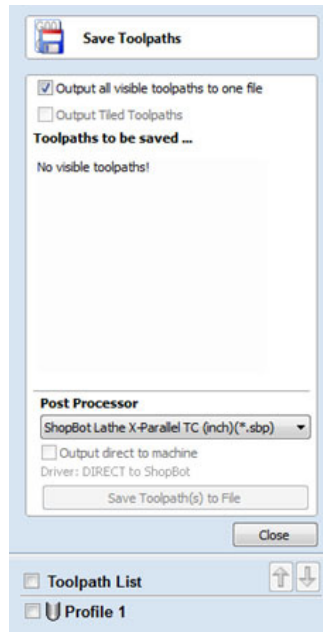 Save Toolpaths
Output all visible toolpaths to one file
Output Tiled Toolpaths
Toolpaths to be saved ...
No visible toolpaths!
Post Processor
ShopBot Lathe X-Parallel TC (inch)(*.sbp)
Output direct to machine
Driver: DIRECT to ShopBot
Save Toolpath(s) to File
Close
Toolpath List
Profile 1